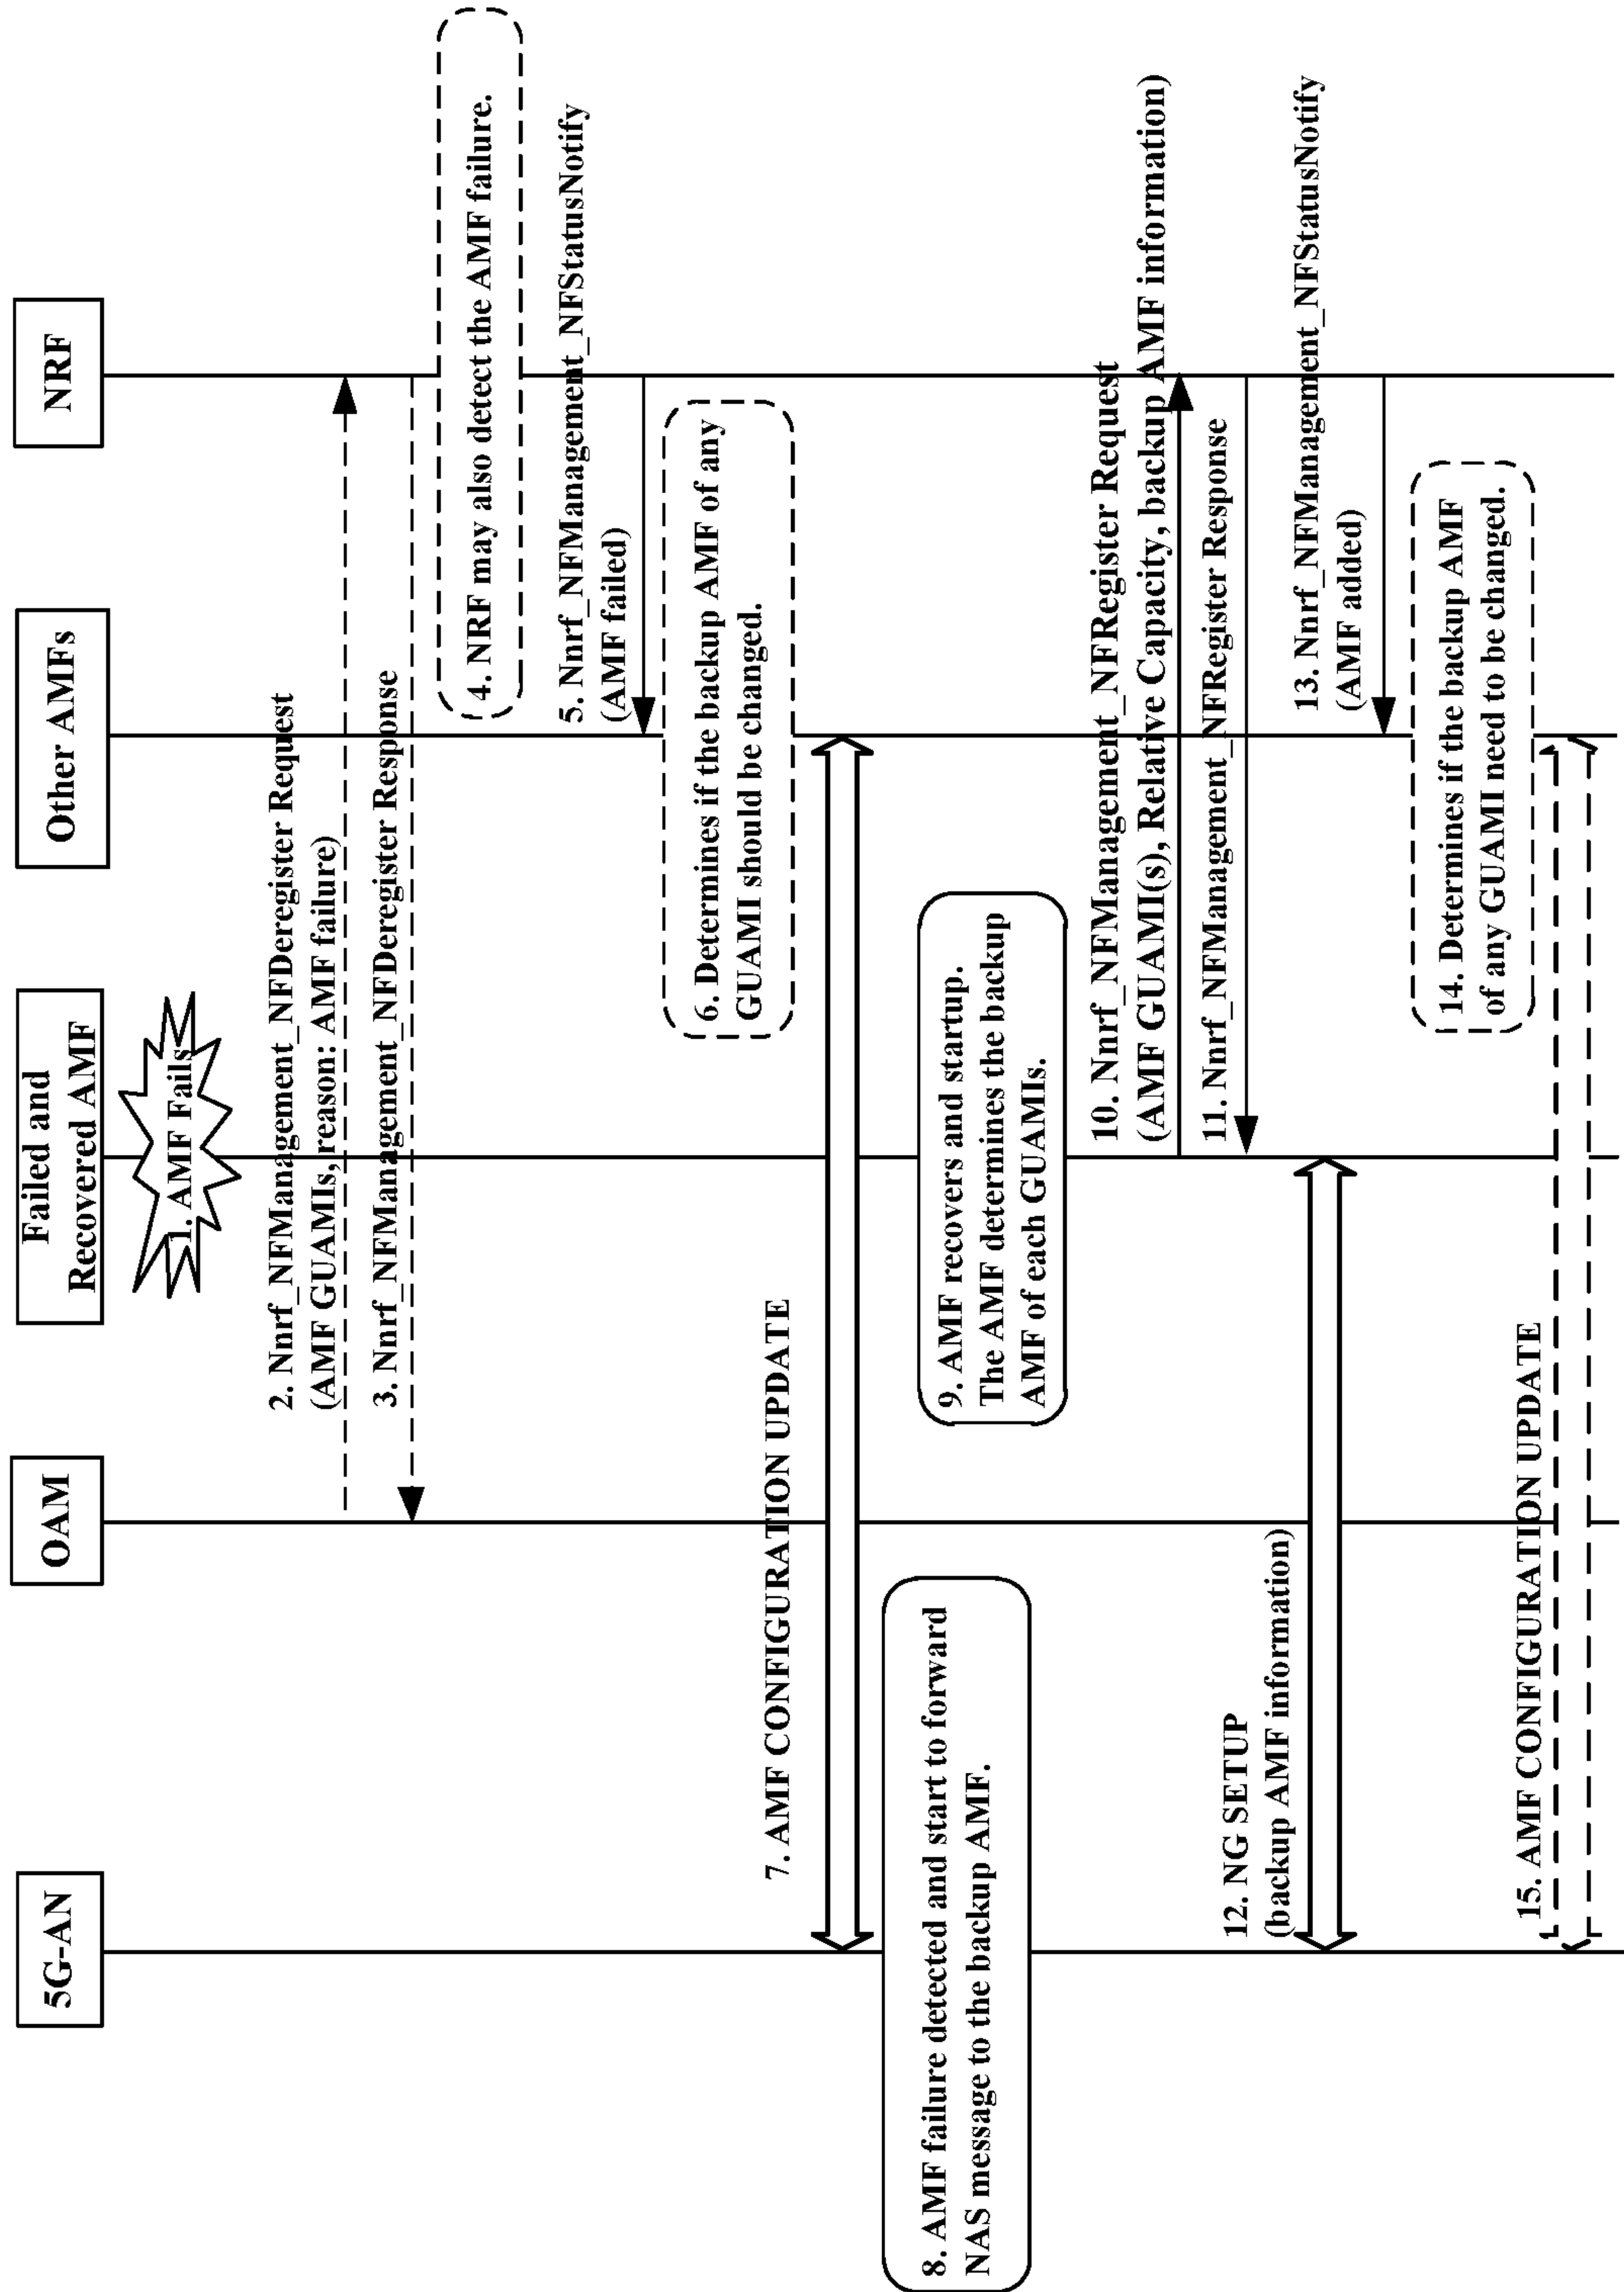 5G-AN
OAM
Failed and
Recovered AMF
Other AMFs
NRF
1. AMF Fails
2. Nnrf_NFManagement_NFDeregister Request
(AMF GUAMIs, reason: AMF failure)
3. Nnrf_NFManagement_NFDeregister Response
4. NRF may also detect the AMF failure.
5. Nnrf_NFManagement_NFStatusNotify
(AMF failed)
6. Determines if the backup AMF of any
GUAMI should be changed.
7. AMF CONFIGURATION UPDATE
8. AMF failure detected and start to forward
NAS message to the backup AMF.
9. AMF recovers and startup.
The AMF determines the backup
AMF of each GUAMIs.
10. Nnrf_NFManagement_NFRegister Request
(AMF GUAMI(s), Relative Capacity, backup AMF information)
11. Nnrf_NFManagement_NFRegister Response
12. NG SETUP
(backup AMF information)
13. Nnrf_NFManagement_NFStatusNotify
(AMF added)
14. Determines if the backup AMF
of any GUAMI need to be changed.
15. AMF CONFIGURATION UPDATE